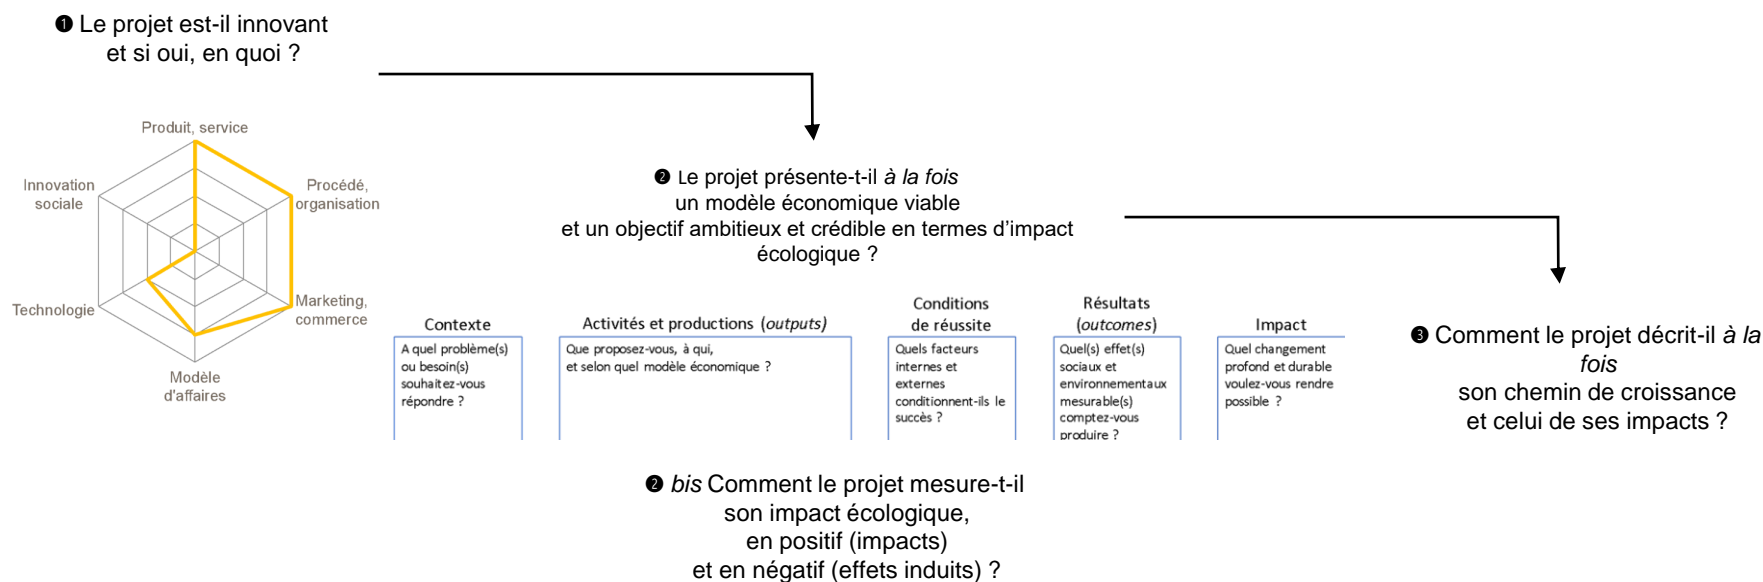 ❶ Le projet est-il innovant
et si oui, en quoi ?
Produit, service
Innovation
sociale
Procédé,
organisation
Technologie
Marketing,
commerce
Modèle
d'affaires
❷ Le projet présente-t-il à la fois
un modèle économique viable
et un objectif ambitieux et crédible en termes d’impact
écologique ?
Contexte
A quel problème(s)
ou besoin(s)
souhaitez-vous
répondre ?
Activités et productions (outputs)
Que proposez-vous, à qui,
et selon quel modèle économique ?
Conditions
de réussite
Quels facteurs
internes et
externes
conditionnent-ils le
succès ?
Résultats
(outcomes)
Quel(s) effet(s)
sociaux et
environnementaux
mesurable(s)
comptez-vous
produire ?
Impact
Quel changement
profond et durable
voulez-vous rendre
possible ?
❷ bis Comment le projet mesure-t-il
son impact écologique,
en positif (impacts)
et en négatif (effets induits) ?
❸ Comment le projet décrit-il à la
fois
son chemin de croissance
et celui de ses impacts ?